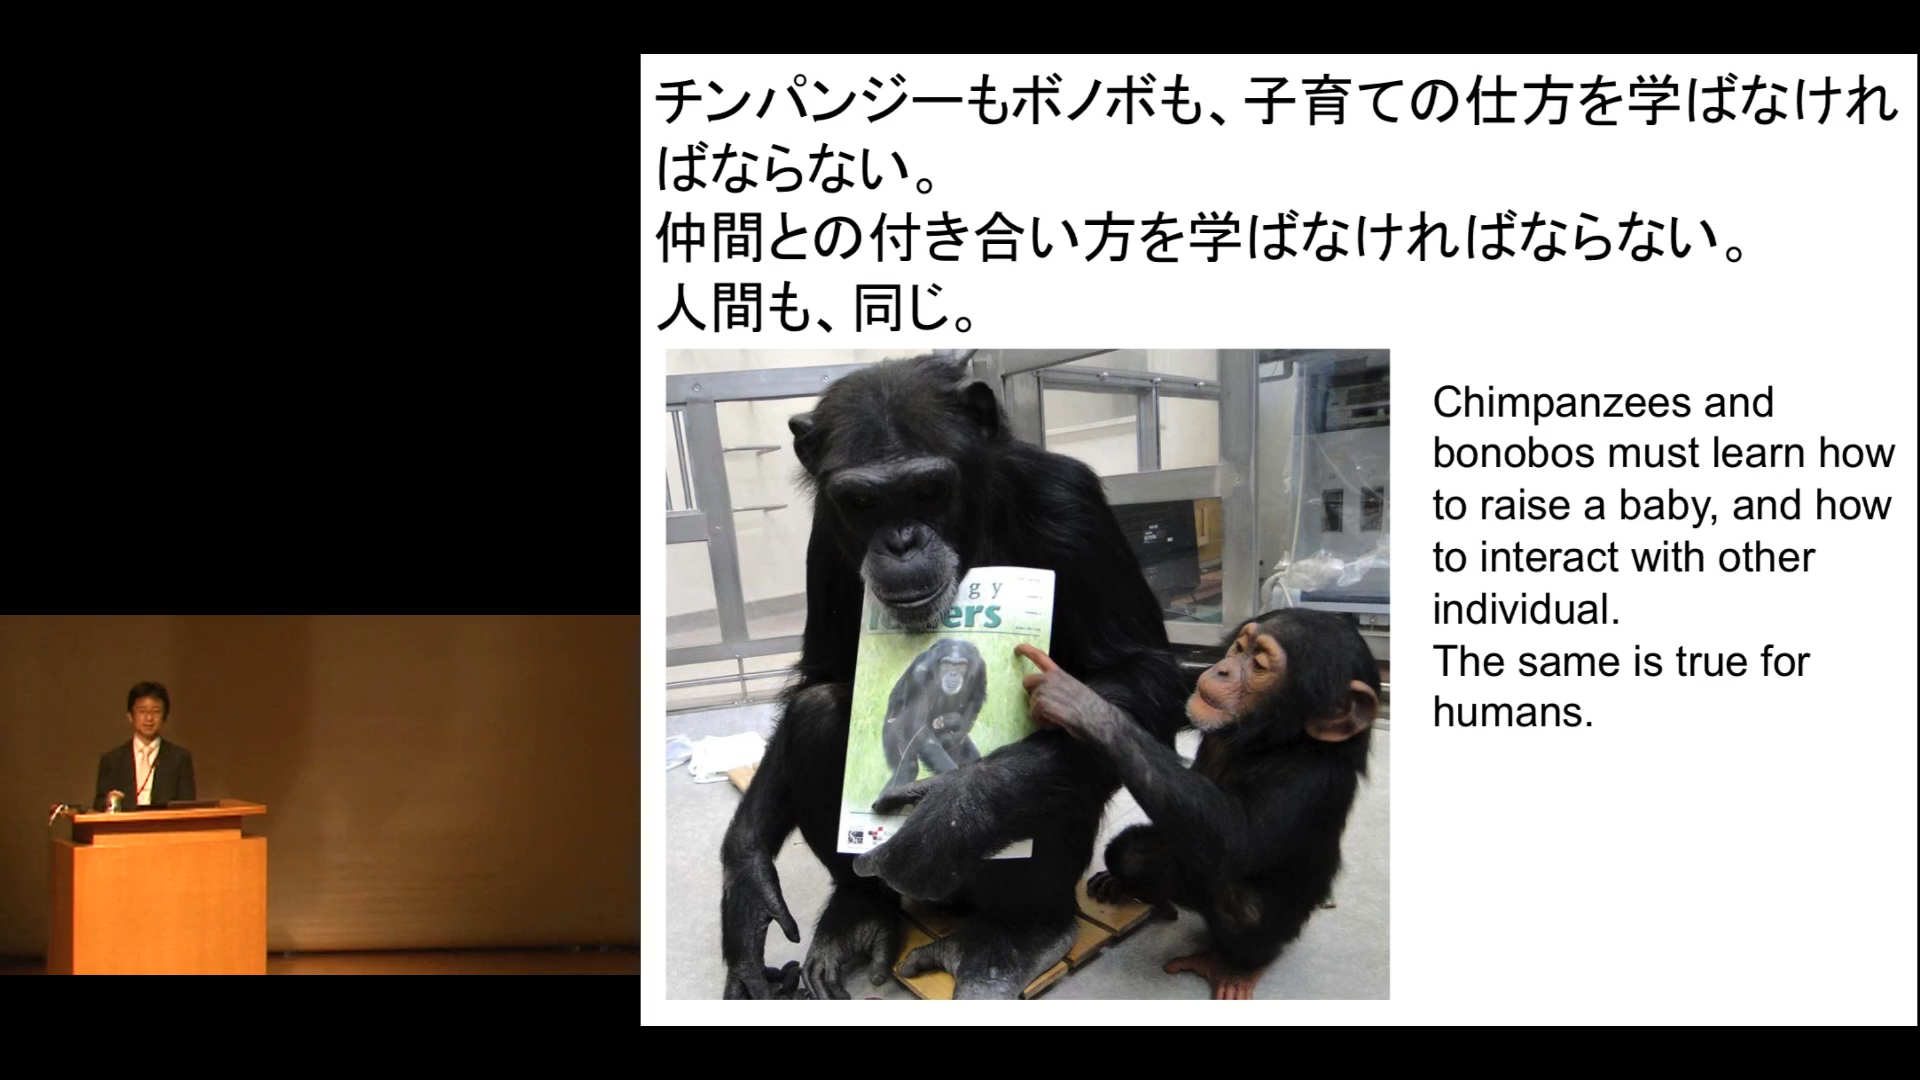 チンパンジーもボノボも、子育ての仕方を学ばなけれ
ばならない。
仲間との付き合い方を学ばなければならない。
人間も、同じ。
Chimpanzees and
bonobos must learn how
to raise a baby, and how
to interact with other
individual.
The same is true for
humans.